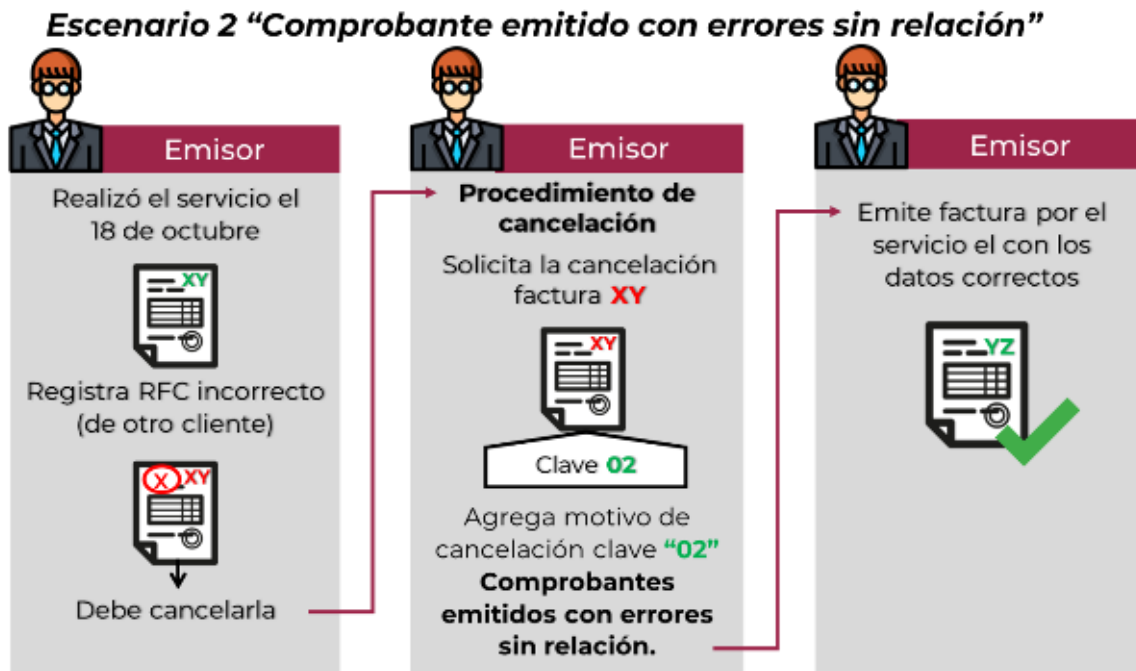 Escenario 2 “Comprobante emitido con errores sin relación”
Emisor
Realizó el servicio el
18 de octubre
XY
Registra RFC incorrecto
(de otro cliente)
X XY
Debe cancelarla
Emisor
Procedimiento de
cancelación
Solicita la cancelación
factura XY
XY
Clave 02
Agrega motivo de
cancelación clave “02”
Comprobantes
emitidos con errores
sin relación.
Emisor
Emite factura por el
servicio el con los
datos correctos
YZ